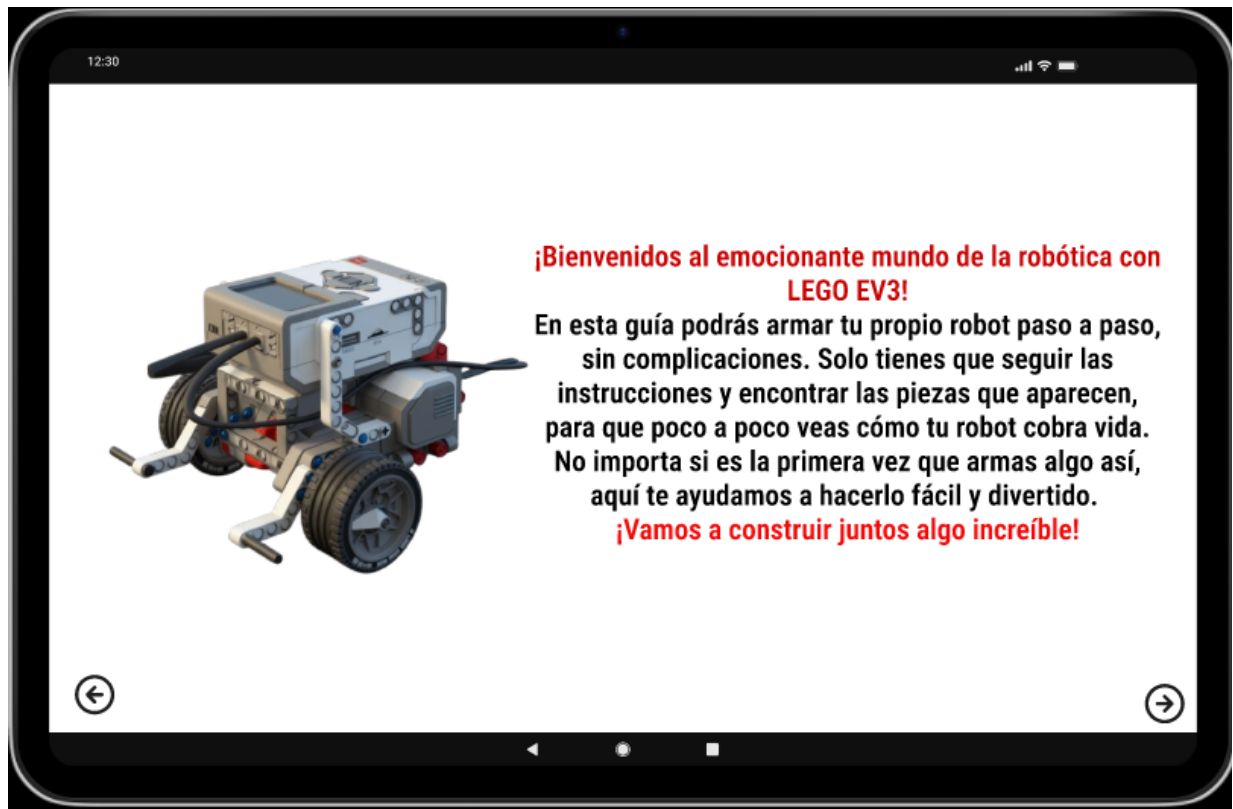 12:30
¡Bienvenidos al emocionante mundo de la robótica con
LEGO EV3!
En esta guía podrás armar tu propio robot paso a paso,
sin complicaciones. Solo tienes que seguir las
instrucciones y encontrar las piezas que aparecen,
para que poco a poco veas cómo tu robot cobra vida.
No importa si es la primera vez que armas algo así,
aquí te ayudamos a hacerlo fácil y divertido.
¡Vamos a construir juntos algo increíble!